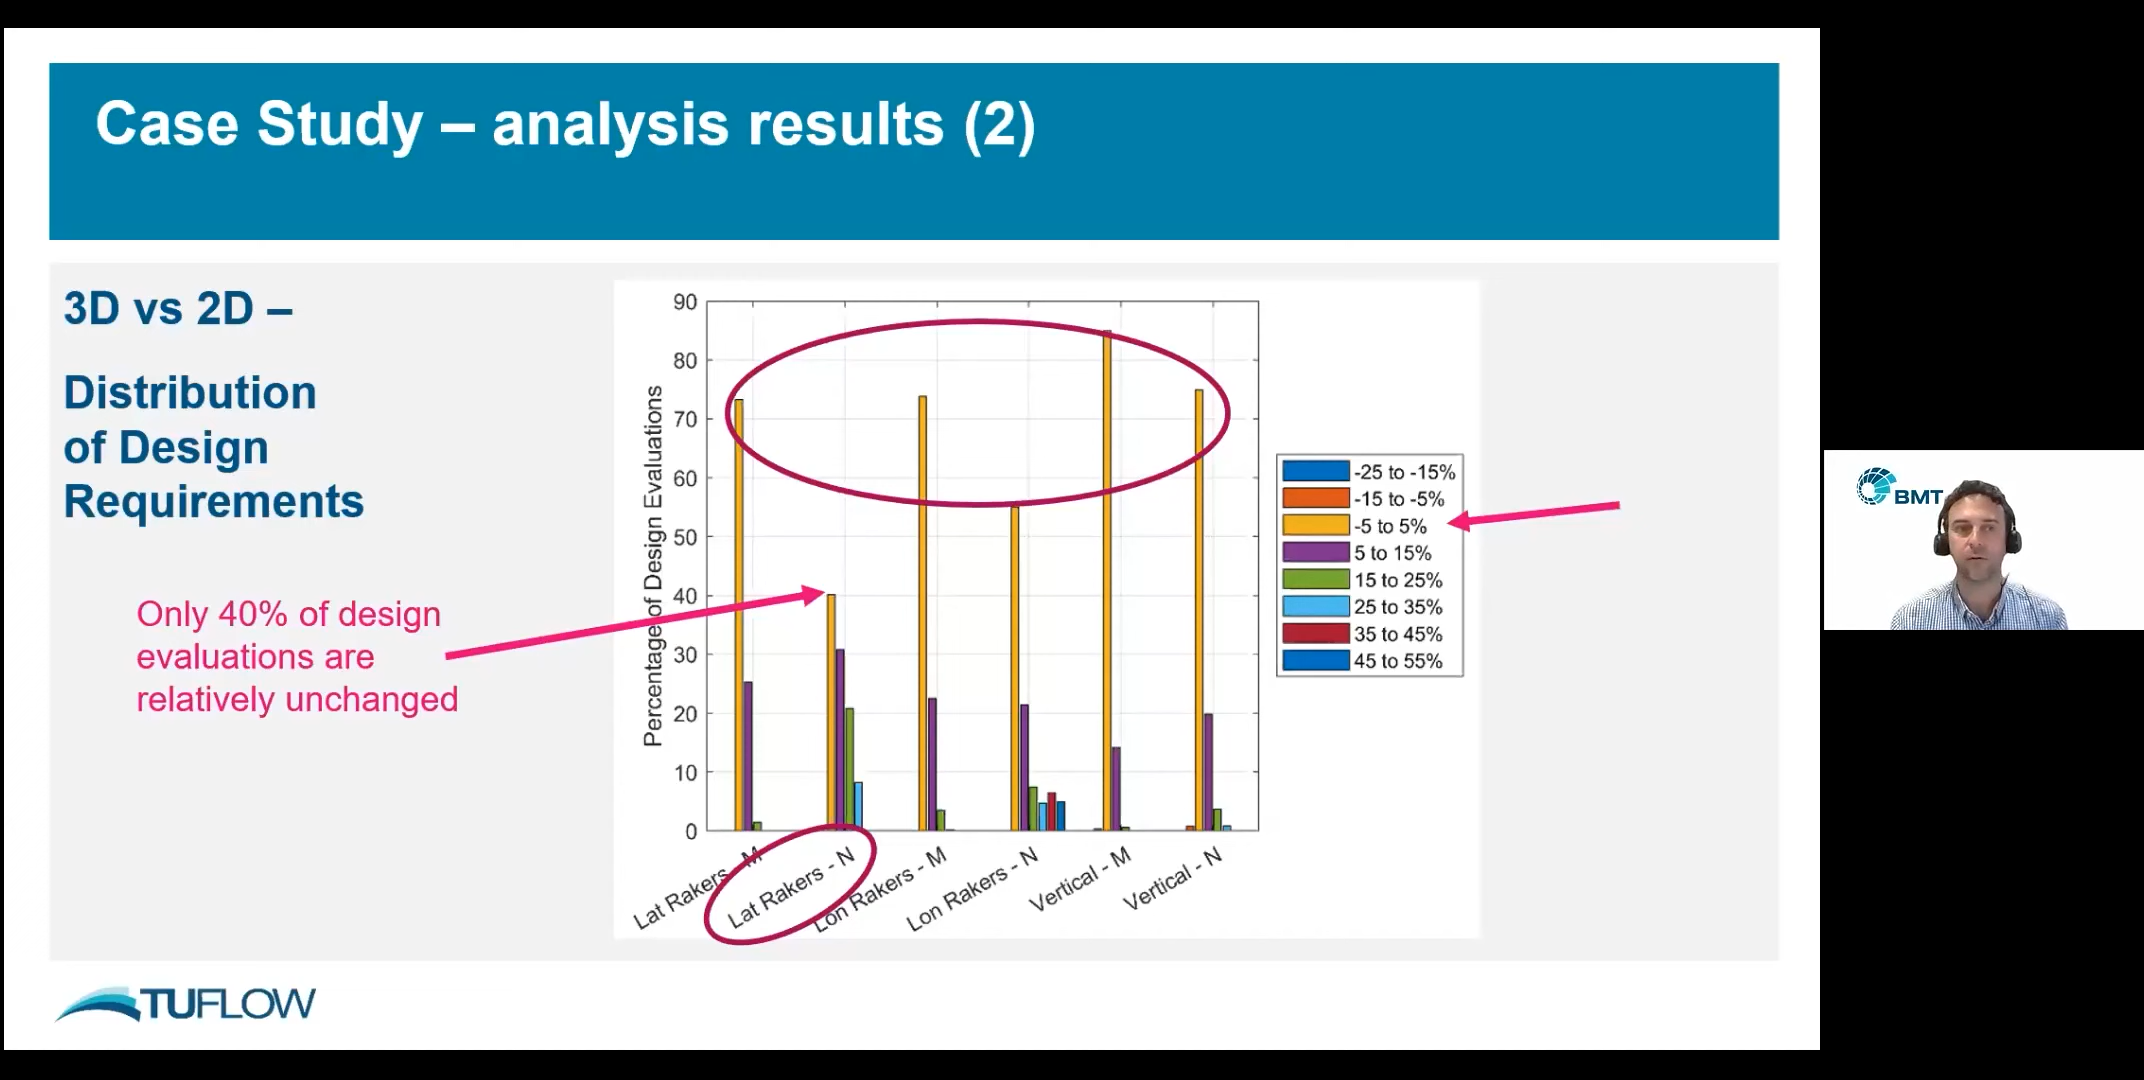 Case Study – analysis results (2)
3D vs 2D –
Distribution
of Design
Requirements
Only 40% of design
evaluations are
relatively unchanged
Percentage of Design Evaluations
90
80
70
60
50
40
30
20
10
0
Lat Rakers - M
Lat Rakers - N
Lon Rakers - M
Lon Rakers - N
Vertical - M
Vertical - N
-25 to -15%
-15 to -5%
-5 to 5%
5 to 15%
15 to 25%
25 to 35%
35 to 45%
45 to 55%
BMT
TUFLOW